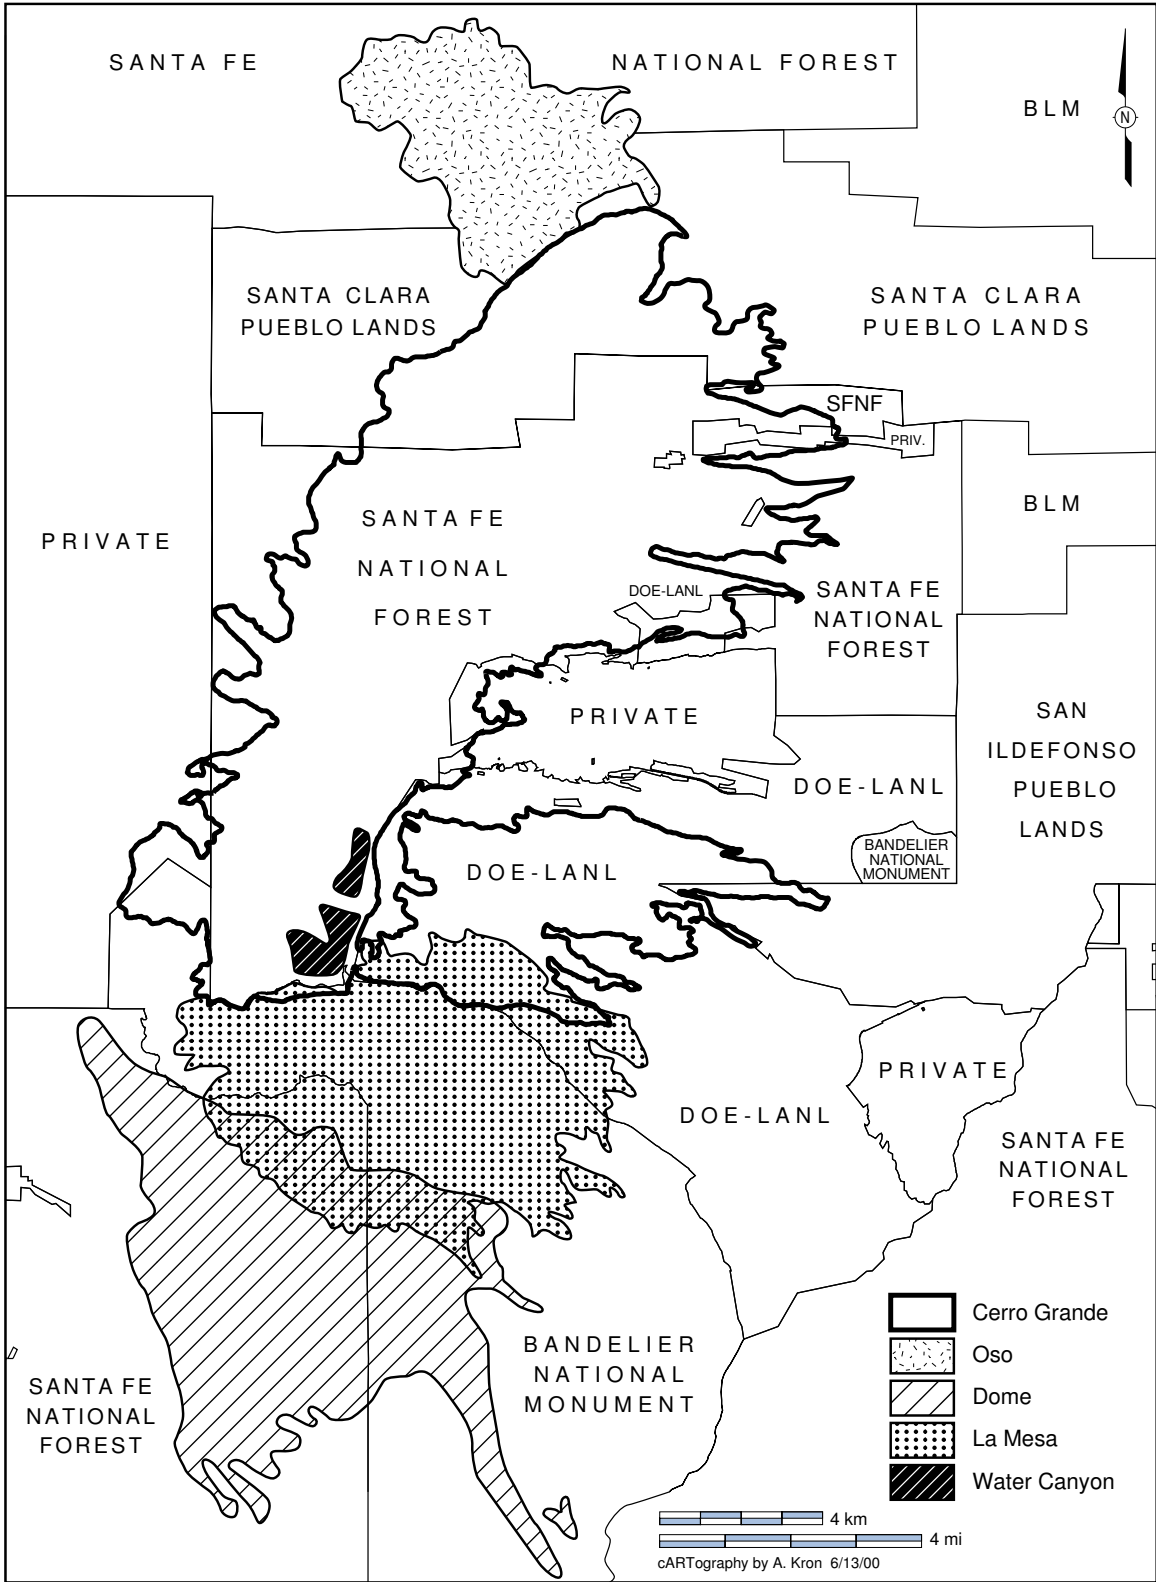 SANTA FE
NATIONAL FOREST
BLM
N
SANTA CLARA
PUEBLO LANDS
SANTA CLARA
PUEBLO LANDS
SFNF
PRIV.
BLM
PRIVATE
SANTA FE
NATIONAL
FOREST
DOE-LANL
SANTA FE
NATIONAL
FOREST
PRIVATE
SAN
ILDEFONSO
PUEBLO
LANDS
DOE-LANL
BANDELIER
NATIONAL
MONUMENT
DOE-LANL
PRIVATE
DOE-LANL
SANTA FE
NATIONAL
FOREST
BANDELIER
NATIONAL
MONUMENT
SANTA FE
NATIONAL
FOREST
Cerro Grande
Oso
Dome
La Mesa
Water Canyon
4 km
4 mi
cARTography by A. Kron 6/13/00